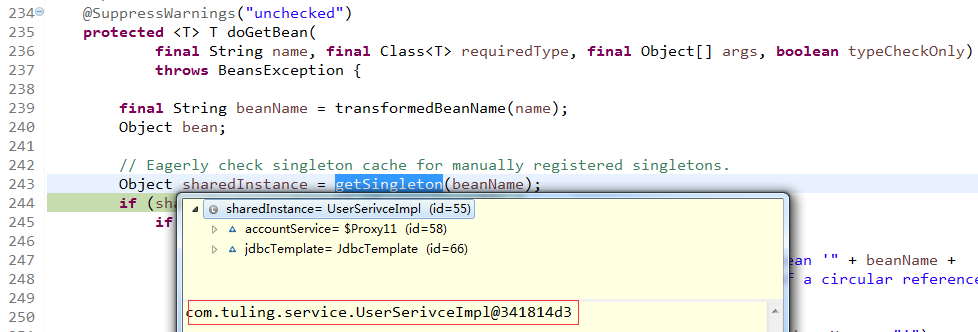 234 @SuppressWarnings("unchecked")
235 protected <T> T doGetBean(
236 final String name, final Class<T> requiredType, final Object[] args, boolean typeCheckOnly)
237 throws BeansException {
238
239 final String beanName = transformedBeanName(name);
240 Object bean;
241
242 // Eagerly check singleton cache for manually registered singletons.
243 Object sharedInstance = getSingleton(beanName);
244 if (sha
245 if
sharedInstance= UserSerivceImpl (id=55)
246
accountService= $Proxy11 (id=58)
247 ean '" + beanName +
jdbcTemplate= JdbcTemplate (id=66)
248 a circular reference
249
250
com.tuling.service.UserSerivceImpl@341814d3